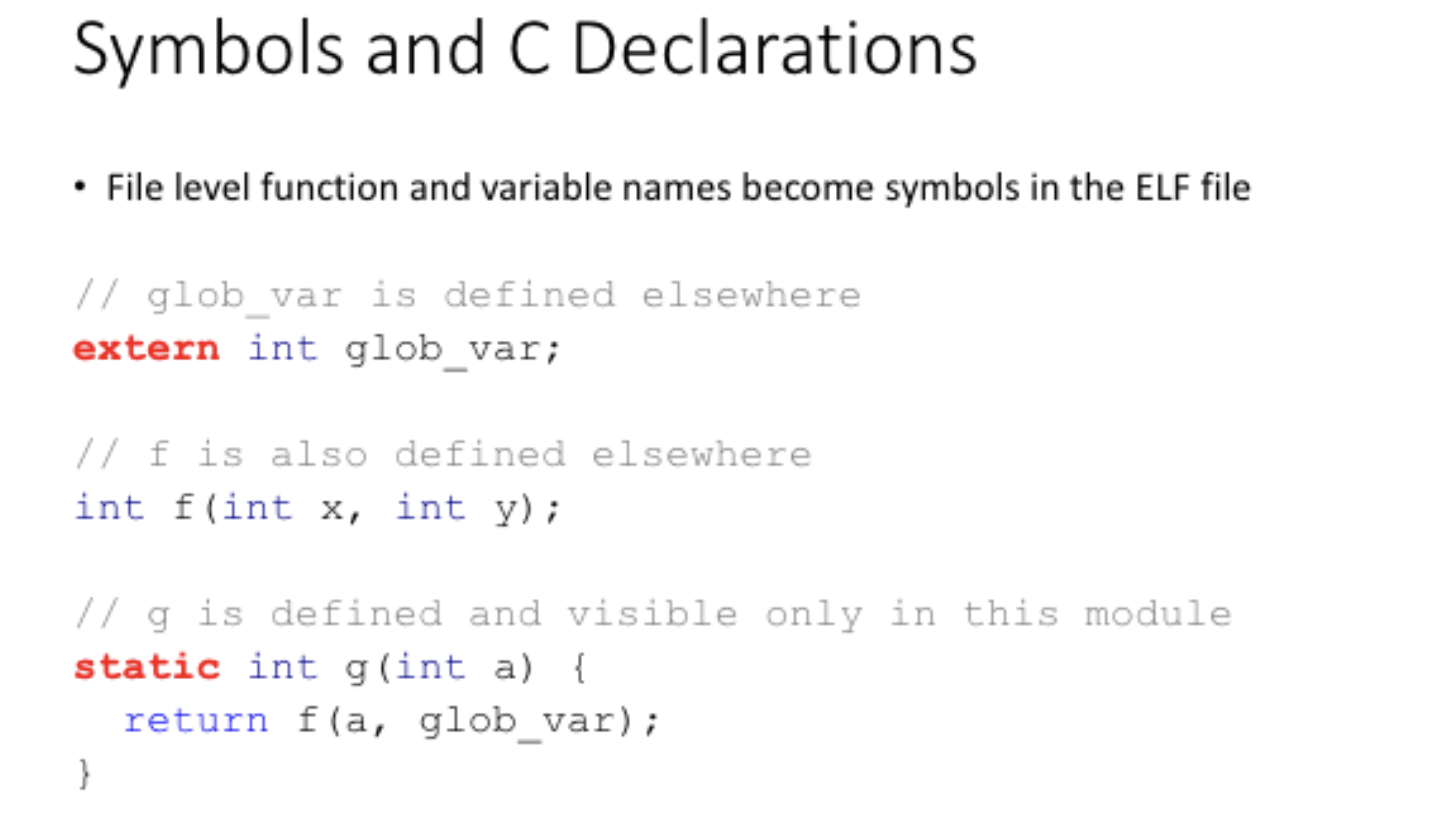 Symbols and C Declarations
• File level function and variable names become symbols in the ELF file
// glob_var is defined elsewhere
extern int glob_var;
// f is also defined elsewhere
int f(int x, int y);
// g is defined and visible only in this module
static int g(int a) {
  return f(a, glob_var);
}